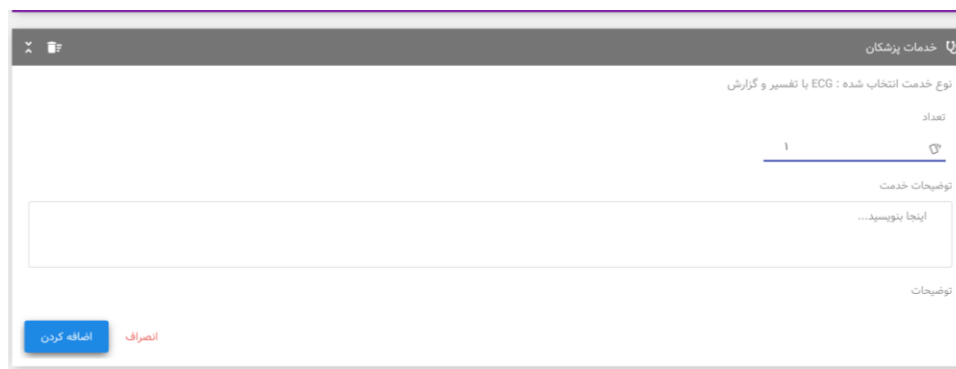 خدمات پزشکان
نوع خدمت انتخاب شده : ECG با تفسیر و گزارش
تعداد
۱
توضیحات خدمت
اینجا بنویسید...
توضیحات
انصراف
اضافه کردن